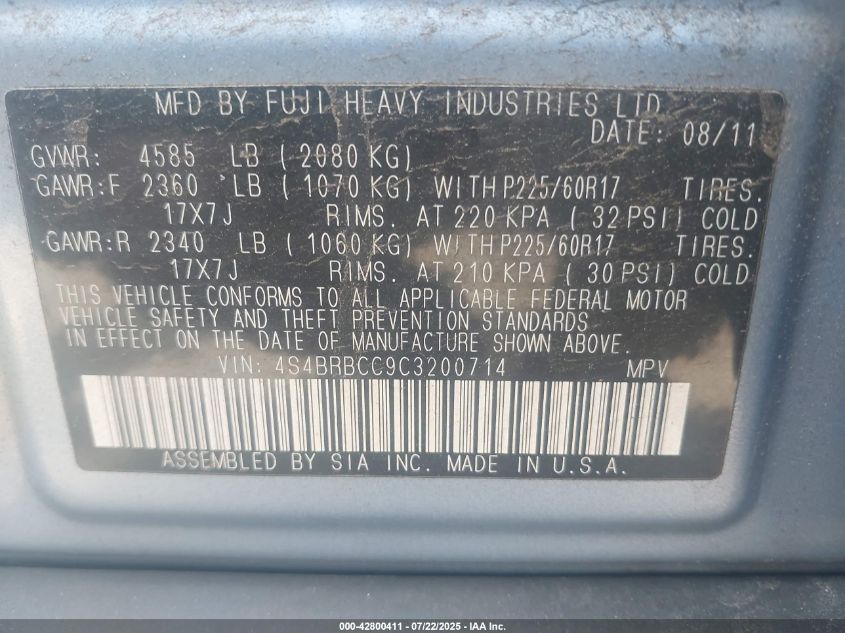 MFD BY FUJI HEAVY INDUSTRIES LTD.
DATE: 08/11
GVWR: 4585 LB (2080 KG)
GAWR:F 2360 LB (1070 KG) WITH P225/60R17 TIRES.
17X7J RIMS. AT 220 KPA (32 PSI) COLD
GAWR:R 2340 LB (1060 KG) WITH P225/60R17 TIRES.
17X7J RIMS. AT 210 KPA (30 PSI) COLD
THIS VEHICLE CONFORMS TO ALL APPLICABLE FEDERAL MOTOR
VEHICLE SAFETY AND THEFT PREVENTION STANDARDS
IN EFFECT ON THE DATE OF MANUFACTURE SHOWN ABOVE.
VIN: 4S4BRBCC9C3200714 MPV
ASSEMBLED BY SIA INC. MADE IN U.S.A.
000-42800411 - 07/22/2025 - IAA Inc.